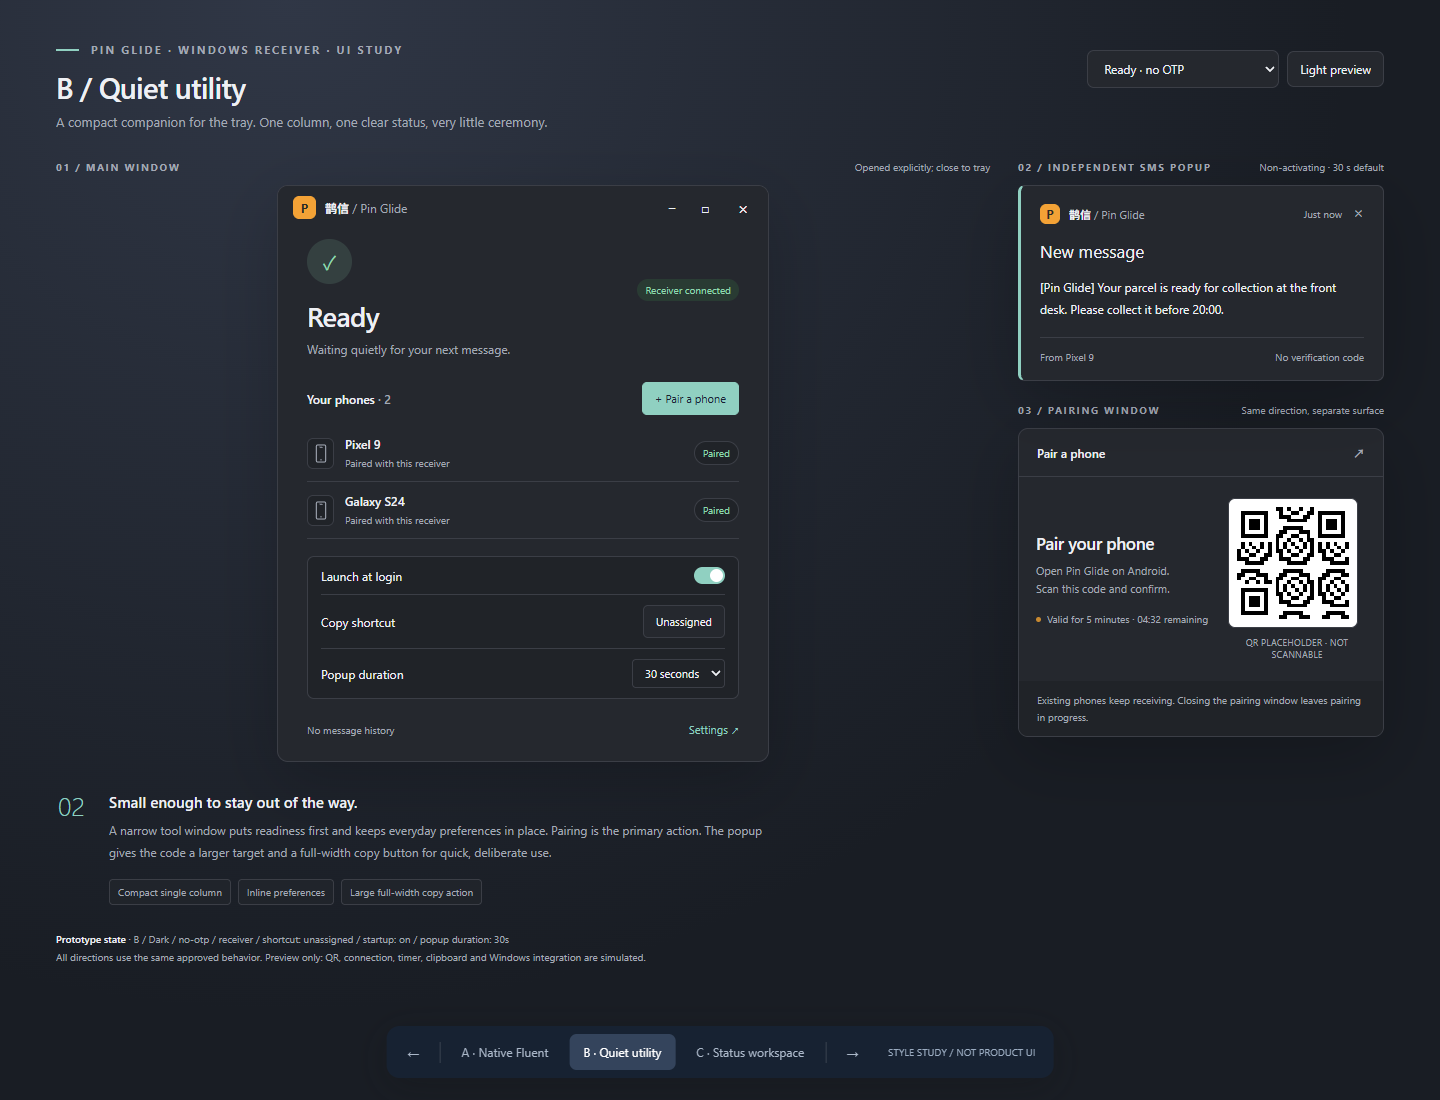 PIN GLIDE · WINDOWS RECEIVER · UI STUDY
B / Quiet utility
A compact companion for the tray. One column, one clear status, very little ceremony.
Ready · no OTP
Light preview
01 / MAIN WINDOW
Opened explicitly; close to tray
P
鹊信 / Pin Glide
Receiver connected
Ready
Waiting quietly for your next message.
Your phones · 2
+ Pair a phone
Pixel 9
Paired with this receiver
Paired
Galaxy S24
Paired with this receiver
Paired
Launch at login
Copy shortcut
Unassigned
Popup duration
30 seconds
No message history
Settings ↗
02 / INDEPENDENT SMS POPUP
Non-activating · 30 s default
P
鹊信 / Pin Glide
Just now
New message
[Pin Glide] Your parcel is ready for collection at the front
desk. Please collect it before 20:00.
From Pixel 9
No verification code
03 / PAIRING WINDOW
Same direction, separate surface
Pair a phone
↗
Pair your phone
Open Pin Glide on Android.
Scan this code and confirm.
Valid for 5 minutes · 04:32 remaining
QR PLACEHOLDER · NOT
SCANNABLE
Existing phones keep receiving. Closing the pairing window leaves pairing
in progress.
02
Small enough to stay out of the way.
A narrow tool window puts readiness first and keeps everyday preferences in place. Pairing is the primary action. The popup
gives the code a larger target and a full-width copy button for quick, deliberate use.
Compact single column
Inline preferences
Large full-width copy action
Prototype state · B / Dark / no-otp / receiver / shortcut: unassigned / startup: on / popup duration: 30s
All directions use the same approved behavior. Preview only: QR, connection, timer, clipboard and Windows integration are simulated.
←
A · Native Fluent
B · Quiet utility
C · Status workspace
→
STYLE STUDY / NOT PRODUCT UI